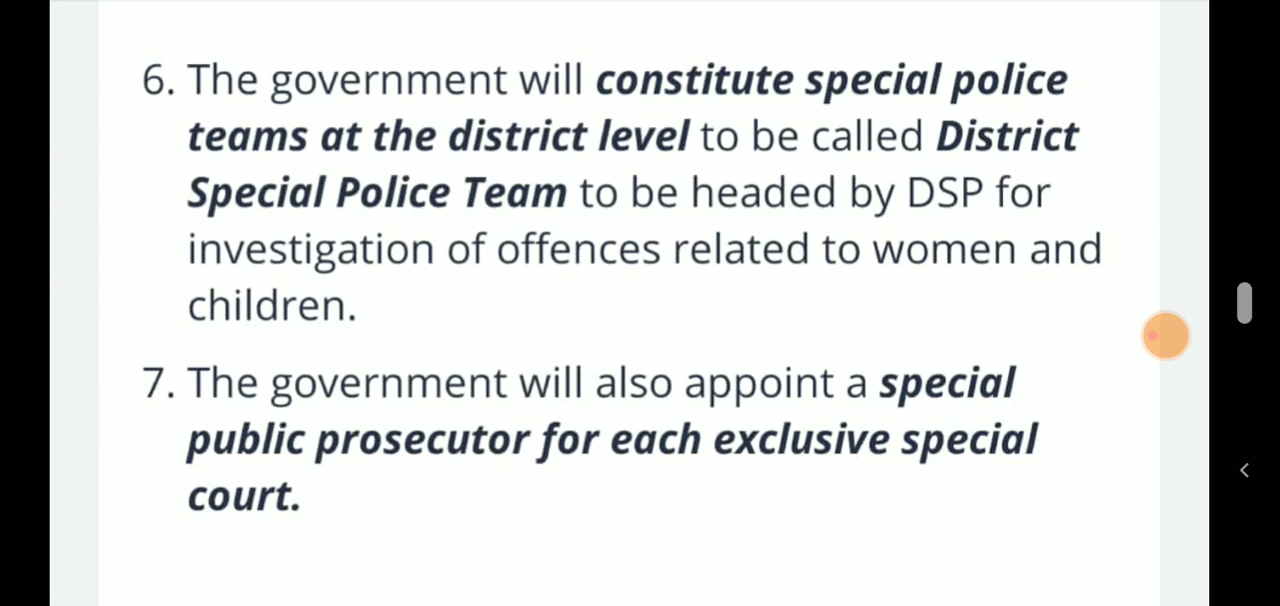 6. The government will constitute special police
teams at the district level to be called District
Special Police Team to be headed by DSP for
investigation of offences related to women and
children.
7. The government will also appoint a special
public prosecutor for each exclusive special
court.